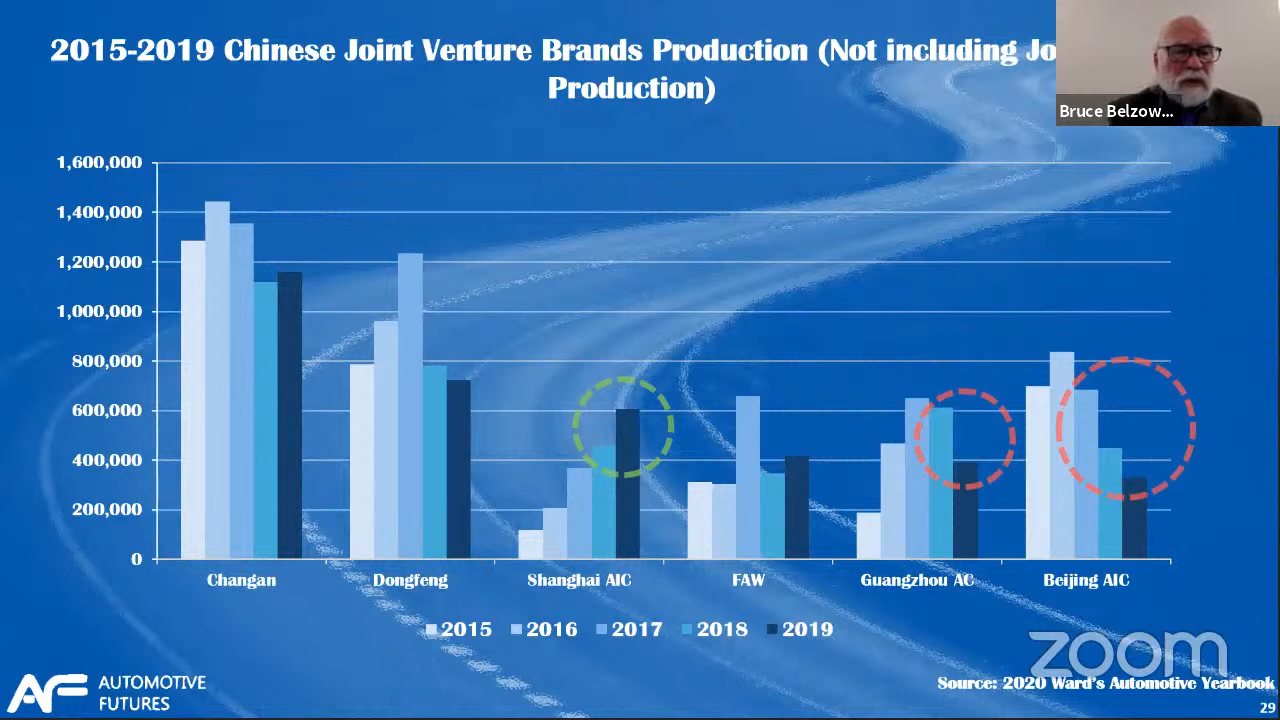 2015-2019 Chinese Joint Venture Brands Production (Not including Jo
Production)
Bruce Belzow...
1,600,000
1,400,000
1,200,000
1,000,000
800,000
600,000
400,000
200,000
0
Changan Dongfeng Shanghai AIC FAW Guangzhou AC Beijing AIC
2015 2016 2017 2018 2019
zoom
AF AUTOMOTIVE
FUTURES
Source: 2020 Ward's Automotive Yearbook
29